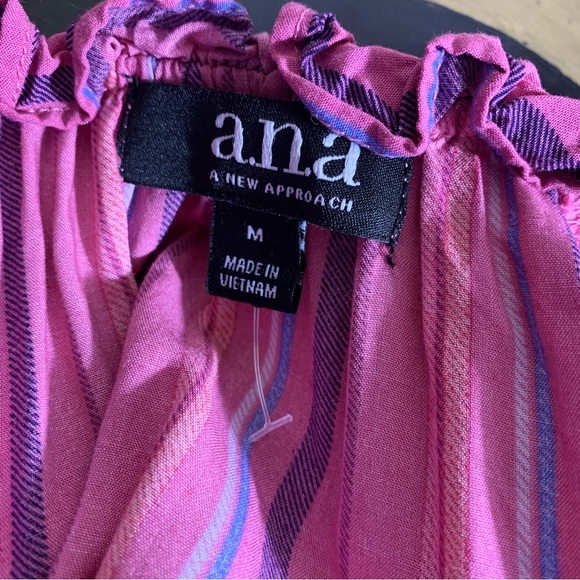 a.n.a
A NEW APPROACH
M
MADE IN
VIETNAM